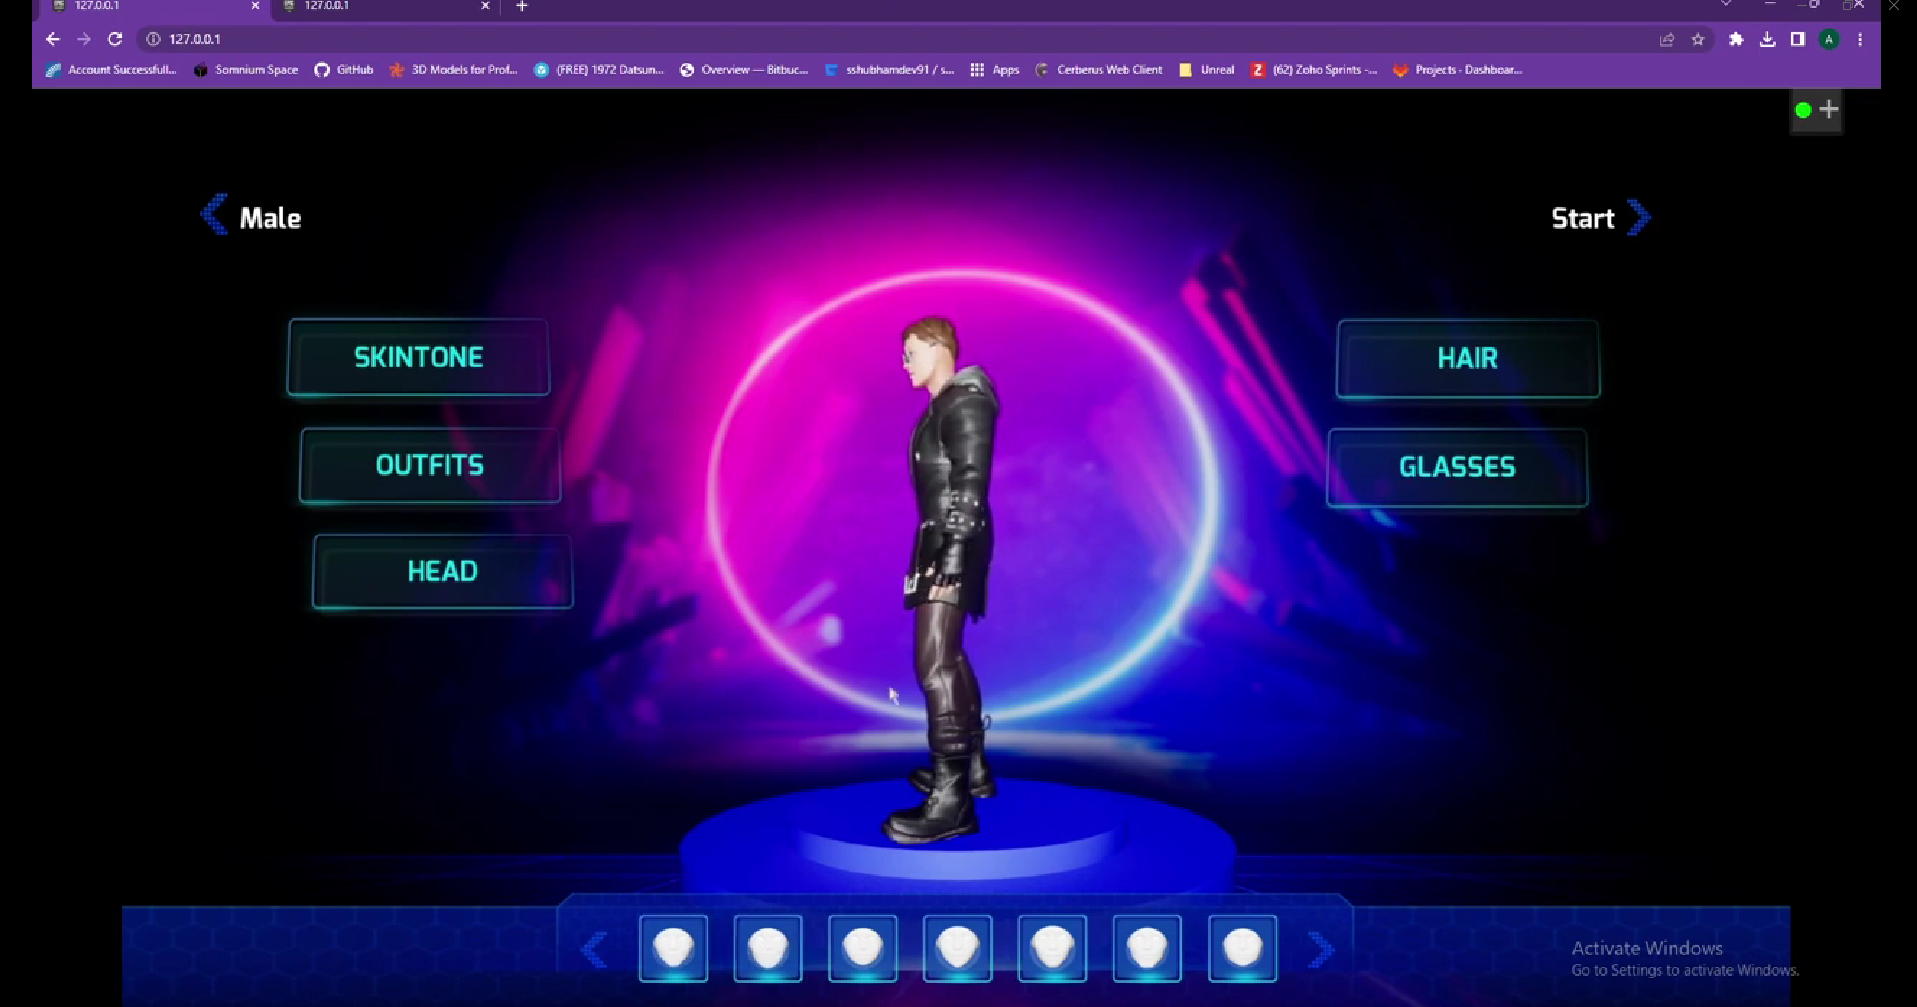 127.0.0.1
127.0.0.1
127.0.0.1
Account Successfull...
Somnium Space
GitHub
3D Models for Prof...
(FREE) 1972 Datsun...
Overview — Bitbuc...
sshubhamdev91 / s...
Apps
Cerberus Web Client
Unreal
(62) Zoho Sprints -...
Projects - Dashboar...
A
Male
Start
SKINTONE
HAIR
OUTFITS
GLASSES
HEAD
Activate Windows
Go to Settings to activate Windows.